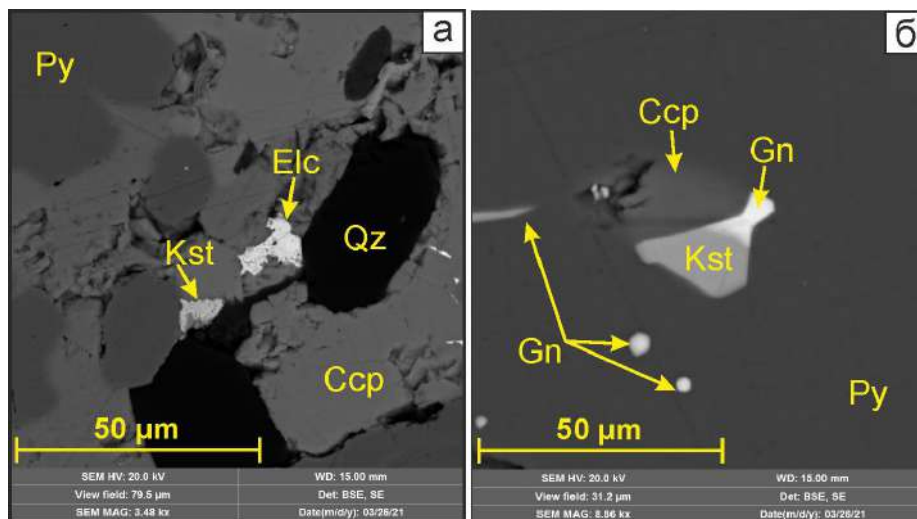 а
Py
Elc
Qz
Kst
Ccp
50 µm
SEM HV: 20.0 kV
WD: 15.00 mm
View field: 79.5 µm
Det: BSE, SE
SEM MAG: 3.48 kx
Date(m/d/y): 03/26/21
б
Ccp
Gn
Kst
Gn
Py
50 µm
SEM HV: 20.0 kV
WD: 15.00 mm
View field: 31.2 µm
Det: BSE, SE
SEM MAG: 8.86 kx
Date(m/d/y): 03/26/21